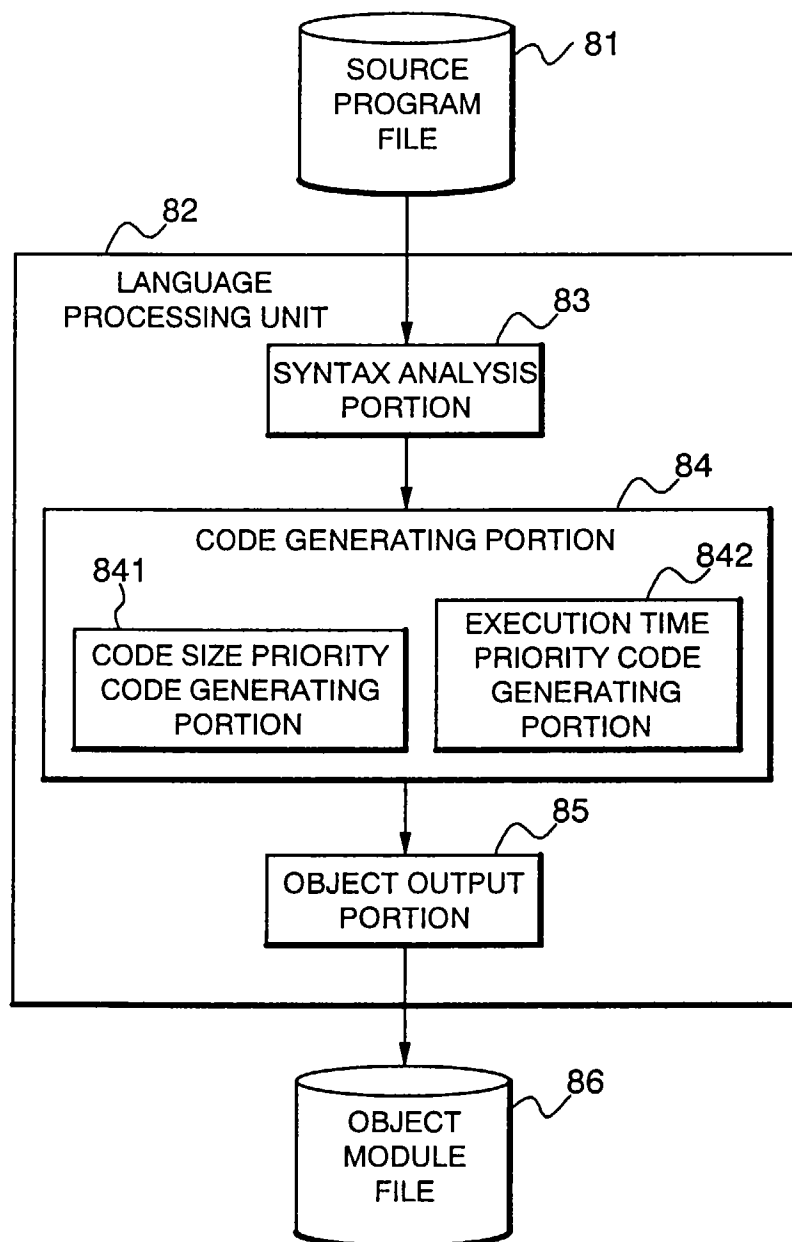 SOURCE
PROGRAM
FILE
81
82
LANGUAGE
PROCESSING UNIT
83
SYNTAX ANALYSIS
PORTION
84
CODE GENERATING PORTION
841
CODE SIZE PRIORITY
CODE GENERATING
PORTION
842
EXECUTION TIME
PRIORITY CODE
GENERATING
PORTION
85
OBJECT OUTPUT
PORTION
86
OBJECT
MODULE
FILE